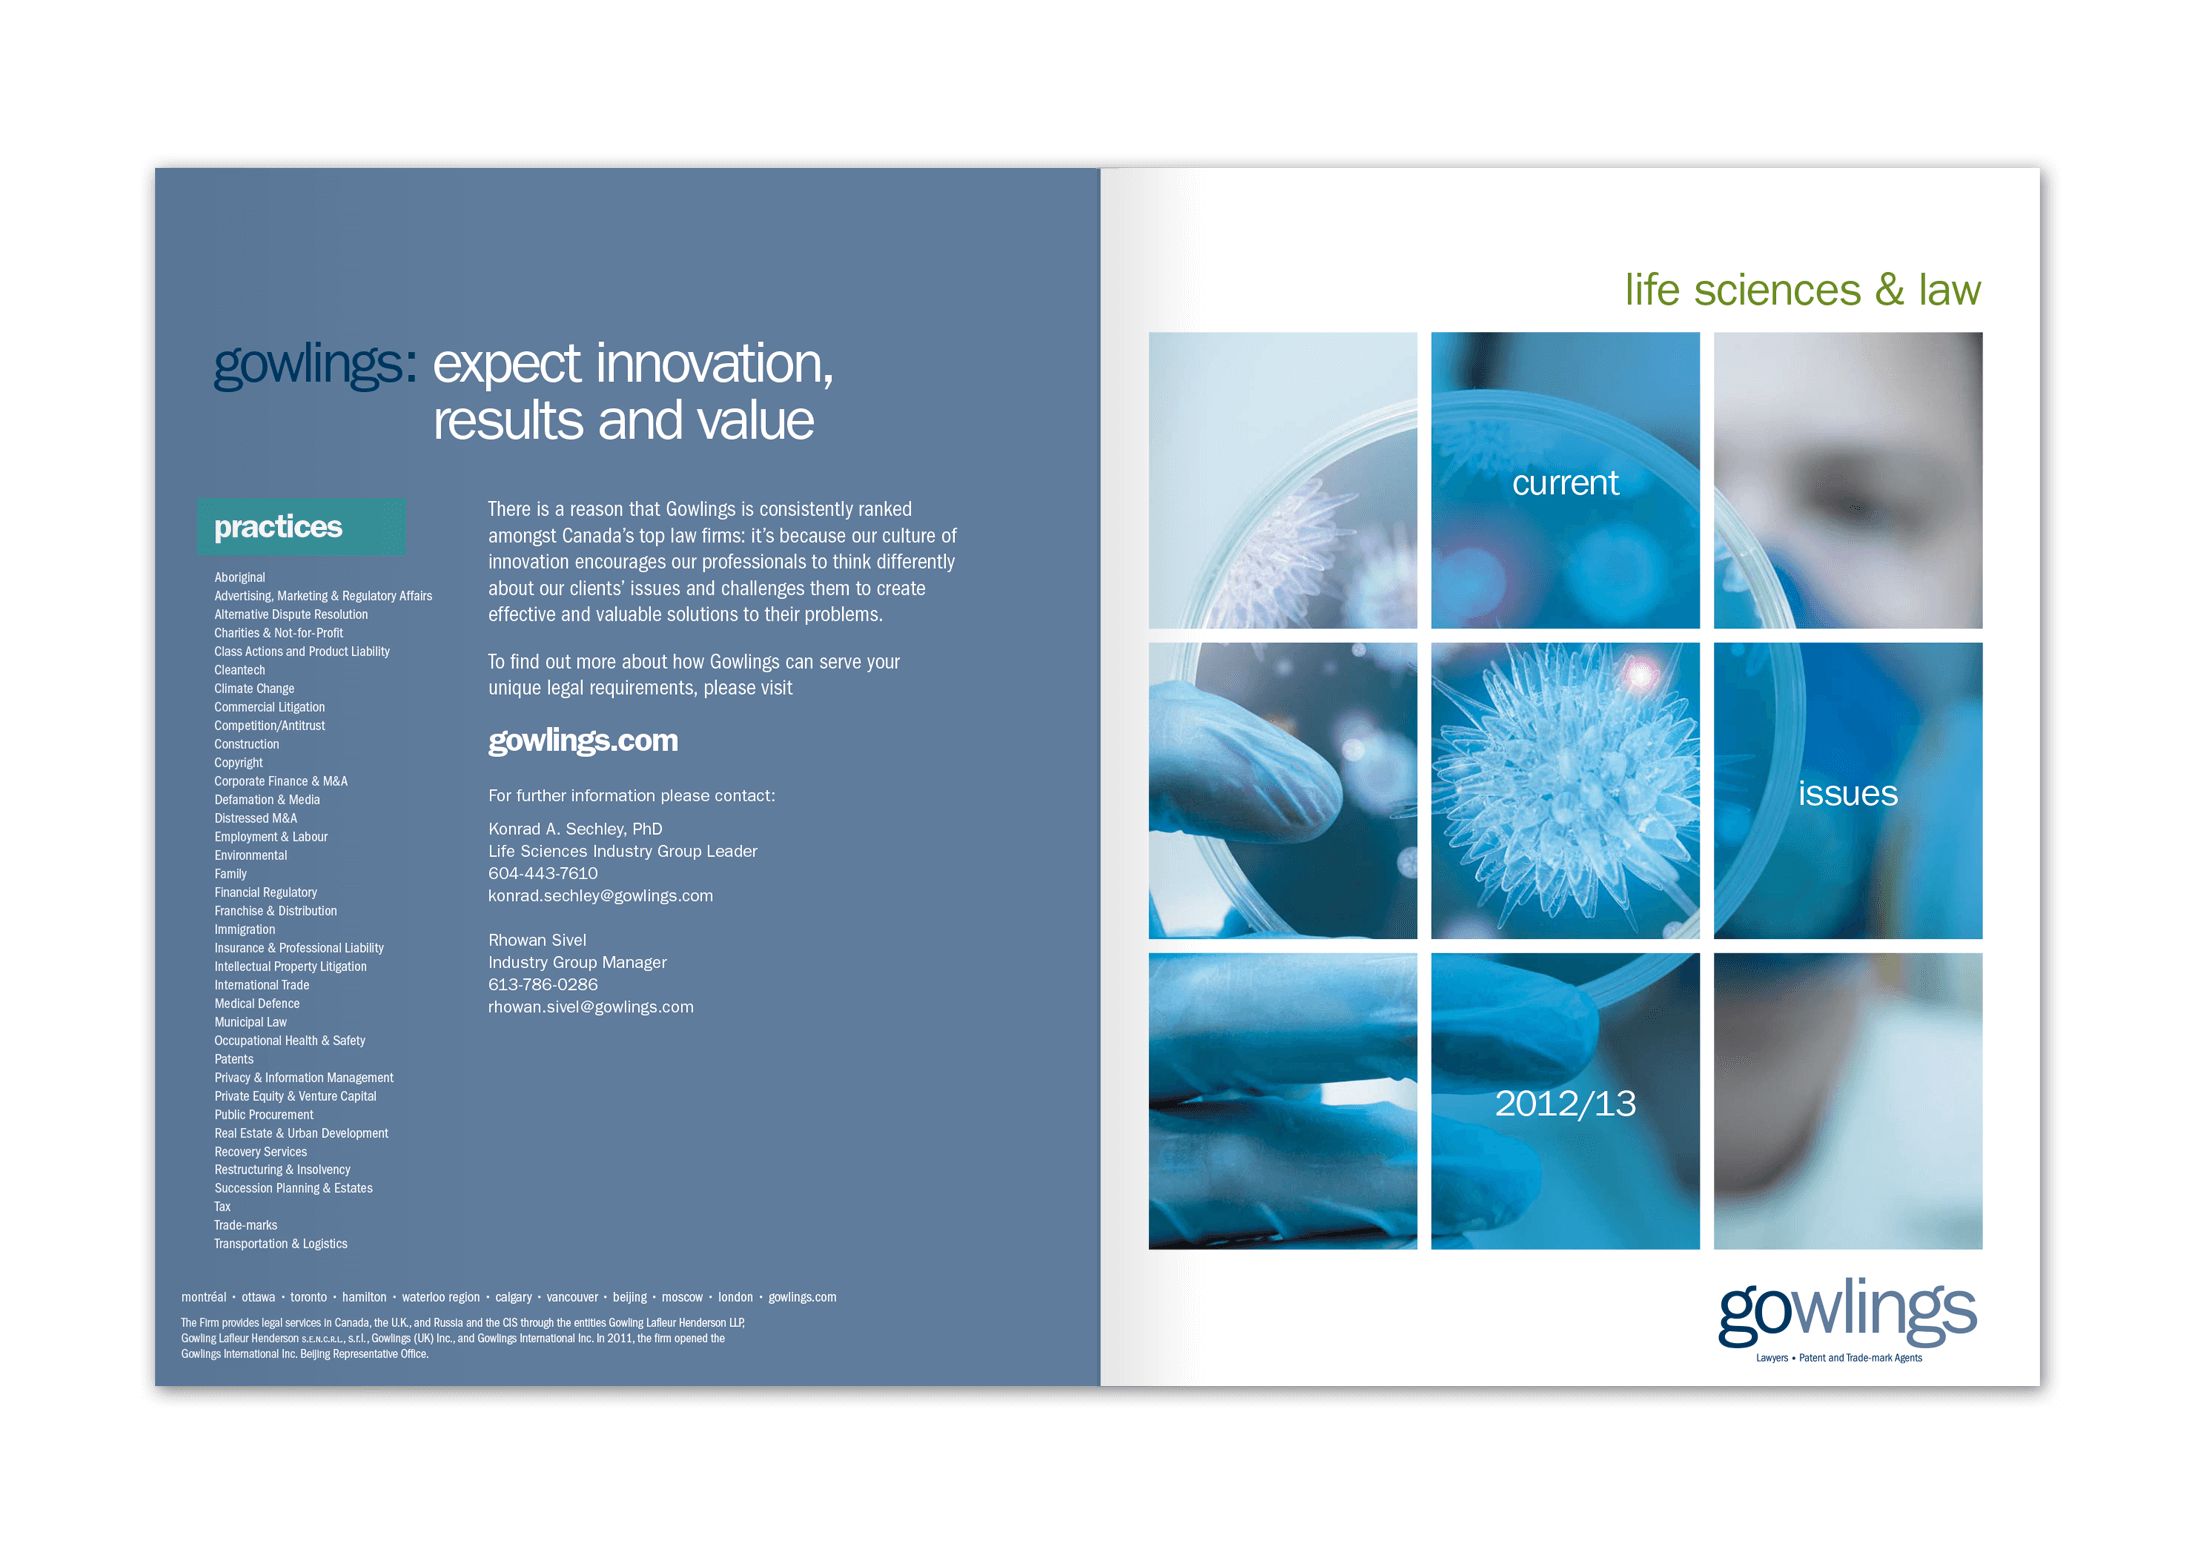 gowlings: expect innovation,
results and value
practices
Aboriginal
Advertising, Marketing & Regulatory Affairs
Alternative Dispute Resolution
Charities & Not-for-Profit
Class Actions and Product Liability
Cleantech
Climate Change
Commercial Litigation
Competition/Antitrust
Construction
Copyright
Corporate Finance & M&A
Defamation & Media
Distressed M&A
Employment & Labour
Environmental
Family
Financial Regulatory
Franchise & Distribution
Immigration
Insurance & Professional Liability
Intellectual Property Litigation
International Trade
Medical Defence
Municipal Law
Occupational Health & Safety
Patents
Privacy & Information Management
Private Equity & Venture Capital
Public Procurement
Real Estate & Urban Development
Recovery Services
Restructuring & Insolvency
Succession Planning & Estates
Tax
Trade-marks
Transportation & Logistics
There is a reason that Gowlings is consistently ranked
amongst Canada's top law firms: it's because our culture of
innovation encourages our professionals to think differently
about our clients' issues and challenges them to create
effective and valuable solutions to their problems.
To find out more about how Gowlings can serve your
unique legal requirements, please visit
gowlings.com
For further information please contact:
Konrad A. Sechley, PhD
Life Sciences Industry Group Leader
604-443-7610
konrad.sechley@gowlings.com
Rhowan Sivel
Industry Group Manager
613-786-0286
rhowan.sivel@gowlings.com
montréal • ottawa • toronto • hamilton • waterloo region • calgary • vancouver • beijing • moscow • london • gowlings.com
The Firm provides legal services in Canada, the U.K., and Russia and the CIS through the entities Gowling Lafleur Henderson LLP,
Gowling Lafleur Henderson S.E.N.C.R.L., s.r.l., Gowlings (UK) Inc., and Gowlings International Inc. In 2011, the firm opened the
Gowlings International Inc. Beijing Representative Office.
life sciences & law
current
issues
2012/13
gowlings
Lawyers • Patent and Trade-mark Agents